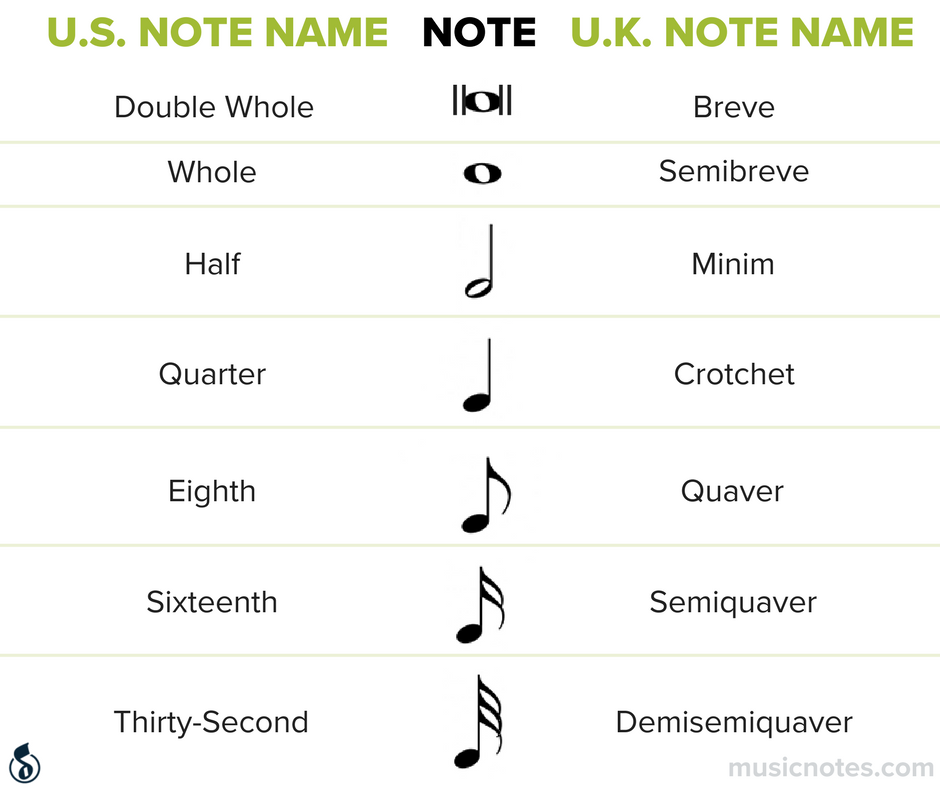 U.S. NOTE NAME NOTE U.K. NOTE NAME
Double Whole Breve
Whole Semibreve
Half Minim
Quarter Crotchet
Eighth Quaver
Sixteenth Semiquaver
Thirty-Second Demisemiquaver
musicnotes.com